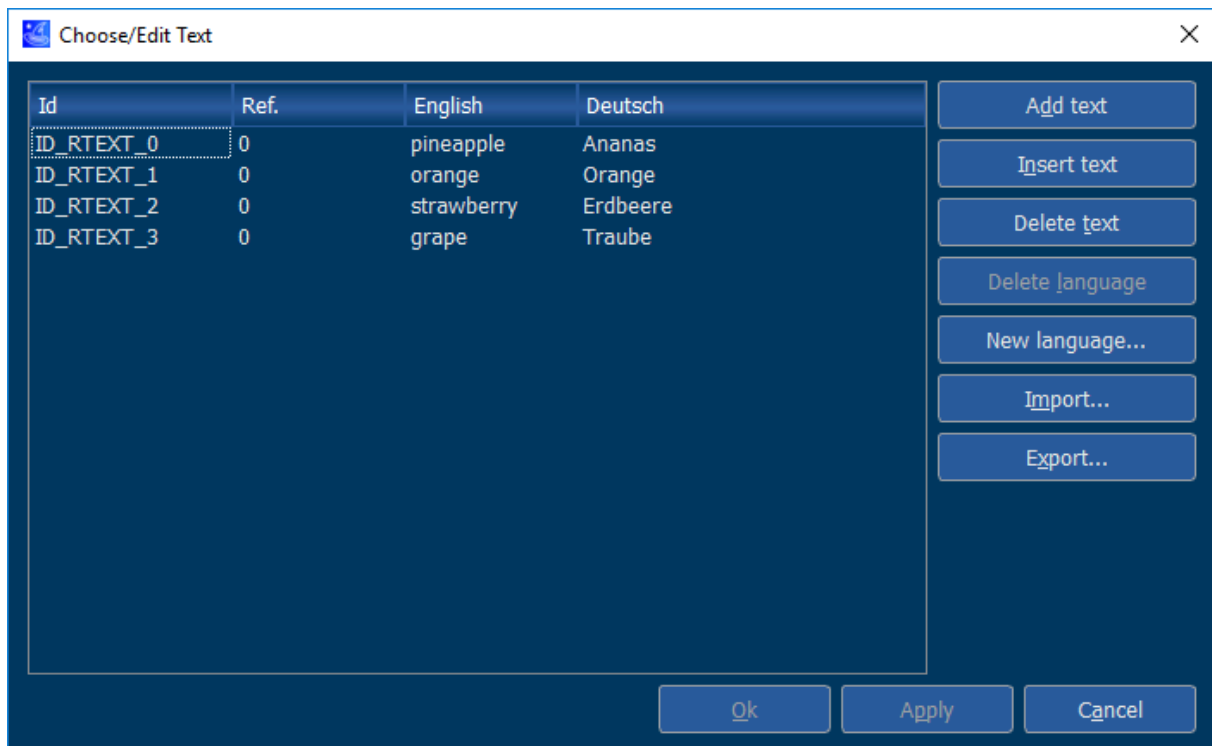 Choose/Edit Text
Id Ref. English Deutsch
ID_RTEXT_0 0 pineapple Ananas
ID_RTEXT_1 0 orange Orange
ID_RTEXT_2 0 strawberry Erdbeere
ID_RTEXT_3 0 grape Traube
Add text
Insert text
Delete text
Delete language
New language...
Import...
Export...
Ok Apply Cancel